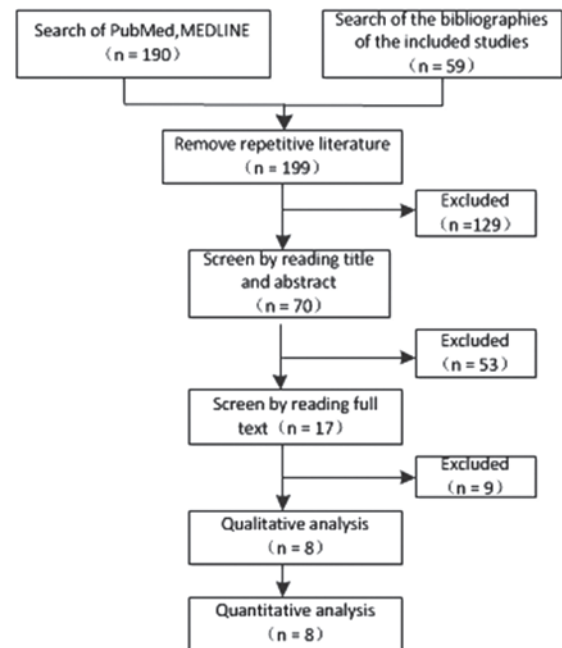 Search of PubMed,MEDLINE
（n = 190）
Search of the bibliographies
of the included studies
（n = 59）
Remove repetitive literature
（n = 199）
Excluded
（n =129）
Screen by reading title
and abstract
（n = 70）
Excluded
（n = 53）
Screen by reading full
text（n = 17）
Excluded
（n = 9）
Qualitative analysis
（n = 8）
Quantitative analysis
（n = 8）